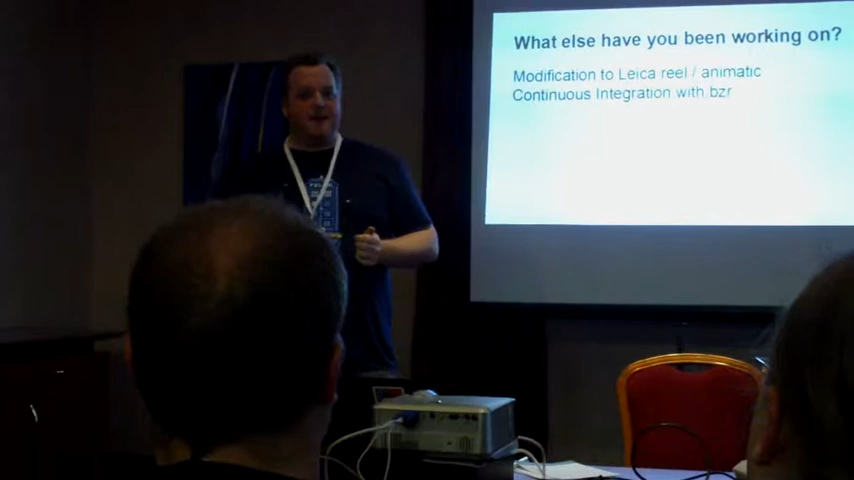 What else have you been working on?
Modification to Leica reel / animatic
Continuous Integration with bzr